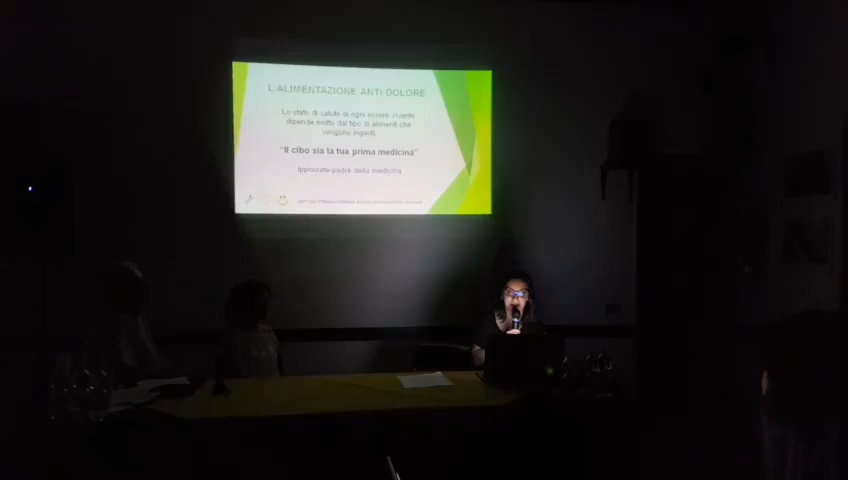 L'ALIMENTAZIONE ANTI DOLORE
Lo stato di salute di ogni essere vivente
dipende molto dal tipo di alimenti che
vengono ingeriti.
"Il cibo sia la tua prima medicina"
Ippocrate-padre della medicina